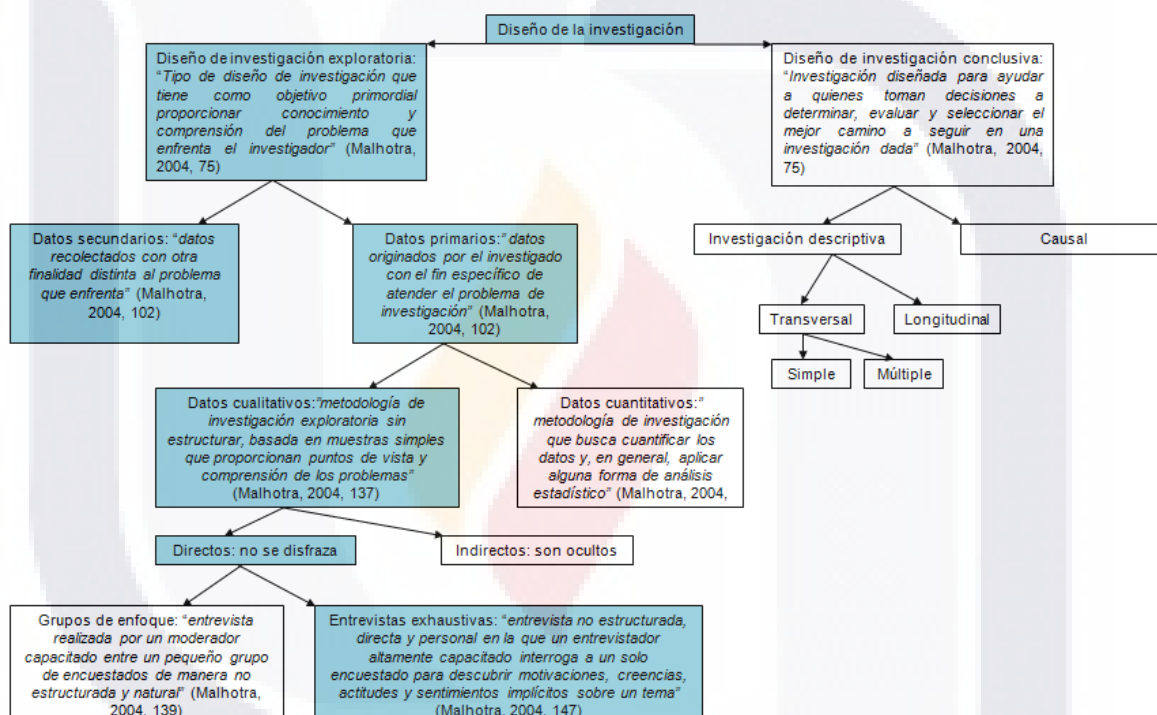 Diseño de la investigación
Diseño de investigación exploratoria:
“Tipo de diseño de investigación que
tiene como objetivo primordial
proporcionar conocimiento y
comprensión del problema que
enfrenta el investigador” (Malhotra,
2004, 75)
Diseño de investigación conclusiva:
“Investigación diseñada para ayudar
a quienes toman decisiones a
determinar, evaluar y seleccionar el
mejor camino a seguir en una
investigación dada” (Malhotra, 2004,
75)
Datos secundarios: “datos
recolectados con otra
finalidad distinta al problema
que enfrenta” (Malhotra,
2004, 102)
Datos primarios:” datos
originados por el investigado
con el fin específico de
atender el problema de
investigación” (Malhotra,
2004, 102)
Investigación descriptiva
Causal
Transversal
Longitudinal
Simple
Múltiple
Datos cualitativos:”metodología de
investigación exploratoria sin
estructurar, basada en muestras simples
que proporcionan puntos de vista y
comprensión de los problemas”
(Malhotra, 2004, 137)
Datos cuantitativos:”
metodología de investigación
que busca cuantificar los
datos y, en general, aplicar
alguna forma de análisis
estadístico” (Malhotra, 2004,
Directos: no se disfraza
Indirectos: son ocultos
Grupos de enfoque: “entrevista
realizada por un moderador
capacitado entre un pequeño grupo
de encuestados de manera no
estructurada y natural” (Malhotra,
2004, 139)
Entrevistas exhaustivas: “entrevista no estructurada,
directa y personal en la que un entrevistador
altamente capacitado interroga a un solo
encuestado para descubrir motivaciones, creencias,
actitudes y sentimientos implícitos sobre un tema”
(Malhotra, 2004, 147)